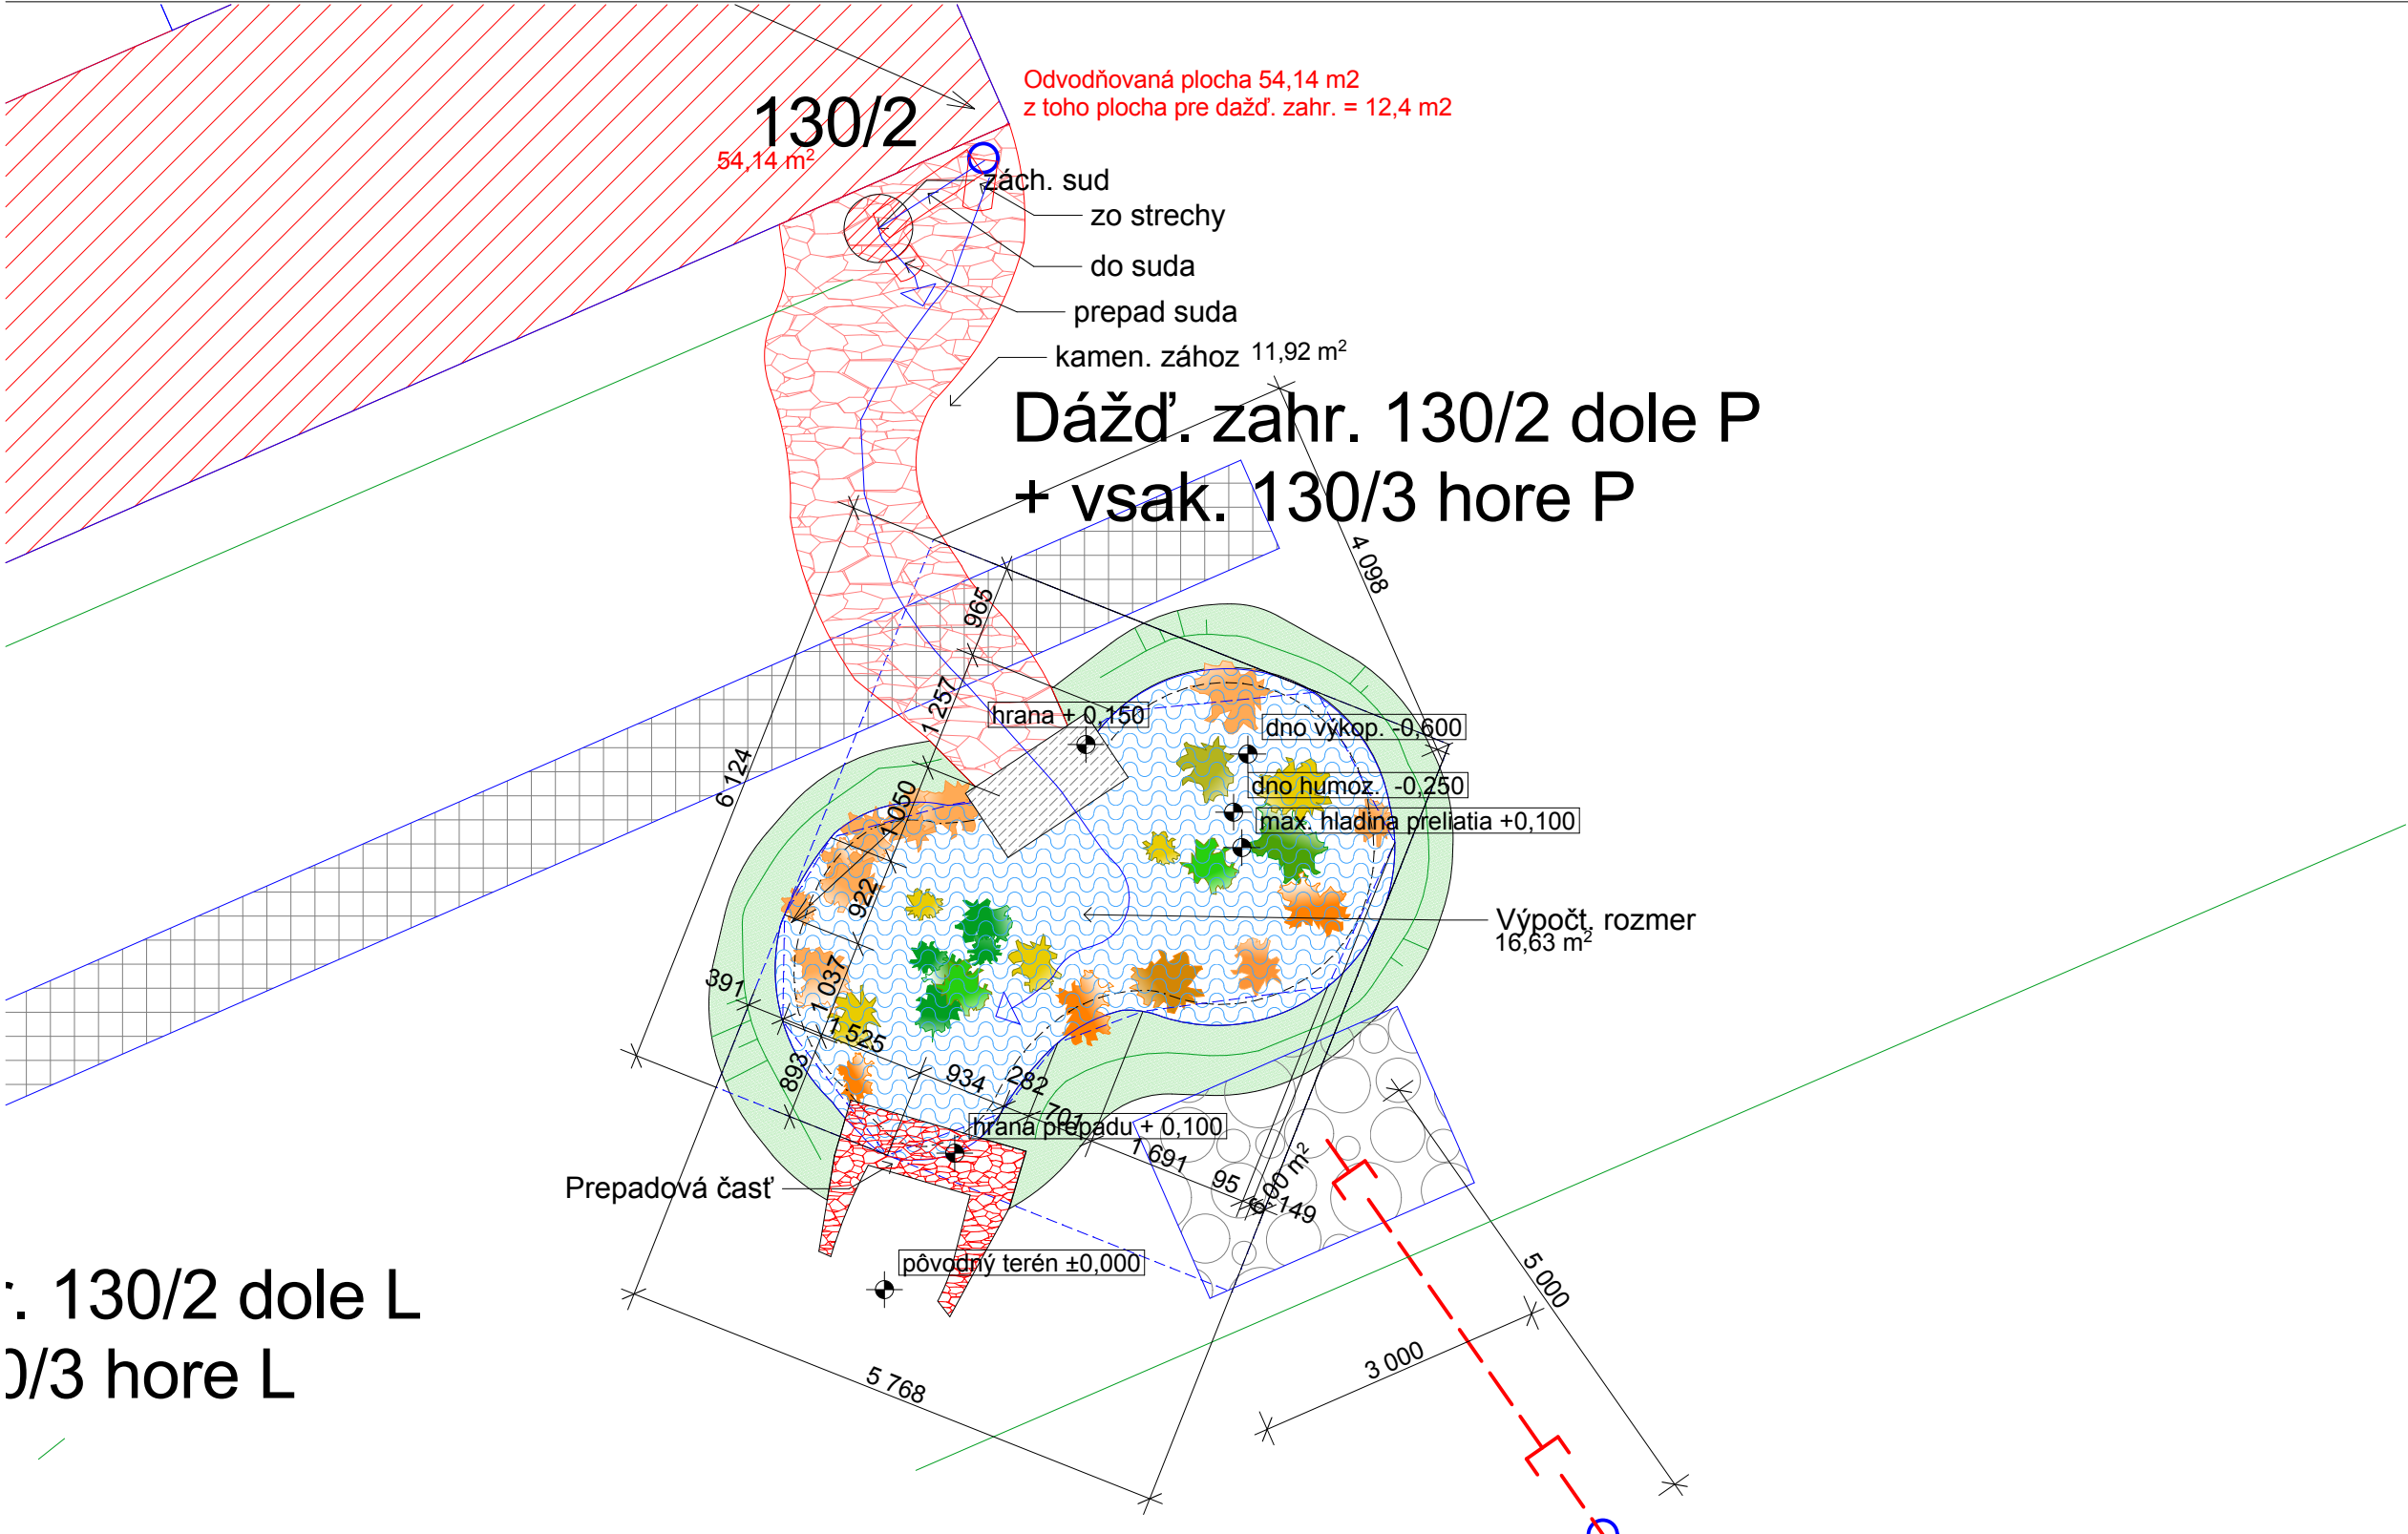 Odvodňovaná plocha 54,14 m2
z toho plocha pre dažď. zahr. = 12,4 m2
130/2
54,14 m²
zách. sud
zo strechy
do suda
prepad suda
kamen. zához 11,92 m²
Dážď. zahr. 130/2 dole P
+ vsak. 130/3 hore P
4 098
965
1 257
hrana + 0,150
dno výkop. -0,600
6 124
dno humoz. -0,250
1 050
max. hladina preliatia +0,100
922
Výpočt. rozmer
16,63 m²
391
1 037
1 525
893
934
282
701
hrana prepadu + 0,100
1 691
95
6,00 m²
149
Prepadová časť
pôvodný terén ±0,000
r. 130/2 dole L
0/3 hore L
5 000
3 000
5 768